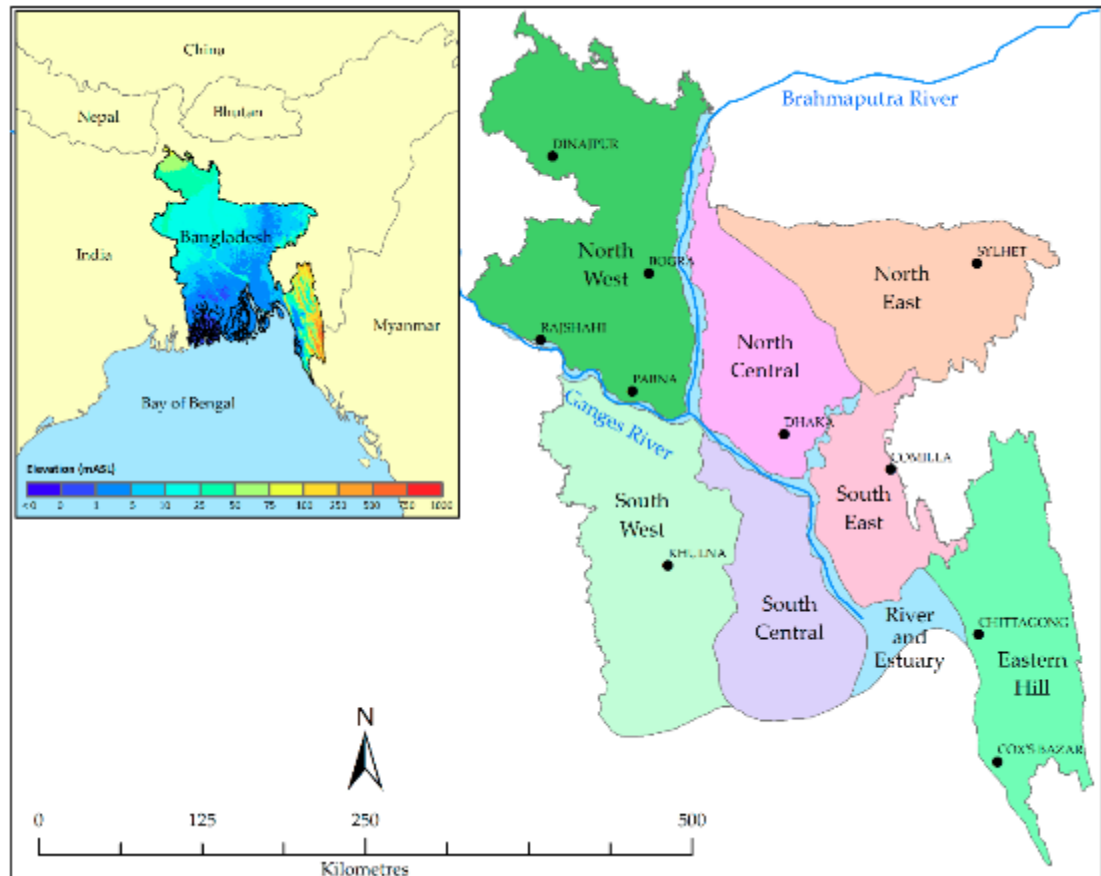 China
Nepal
Bhutan
Bangladesh
India
Myanmar
Bay of Bengal
Elevation (mASL)
<0 0 1 5 10 25 50 75 100 250 500 750 1000
Brahmaputra River
DINAJPUR
North
West
BOGRA
RAJSHAHI
PABNA
Ganges River
North
East
SYLHET
North
Central
DHAKA
COMILLA
South
East
South
West
KHULNA
South
Central
River
and
Estuary
CHITTAGONG
Eastern
Hill
COX'S BAZAR
N
0 125 250 500
Kilometres